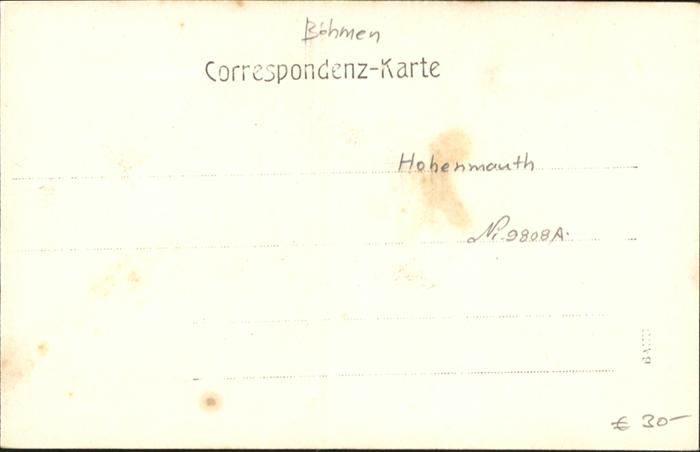 Böhmen
Correspondenz-Karte
Hohenmauth
Nr. 9808A.
€ 30-